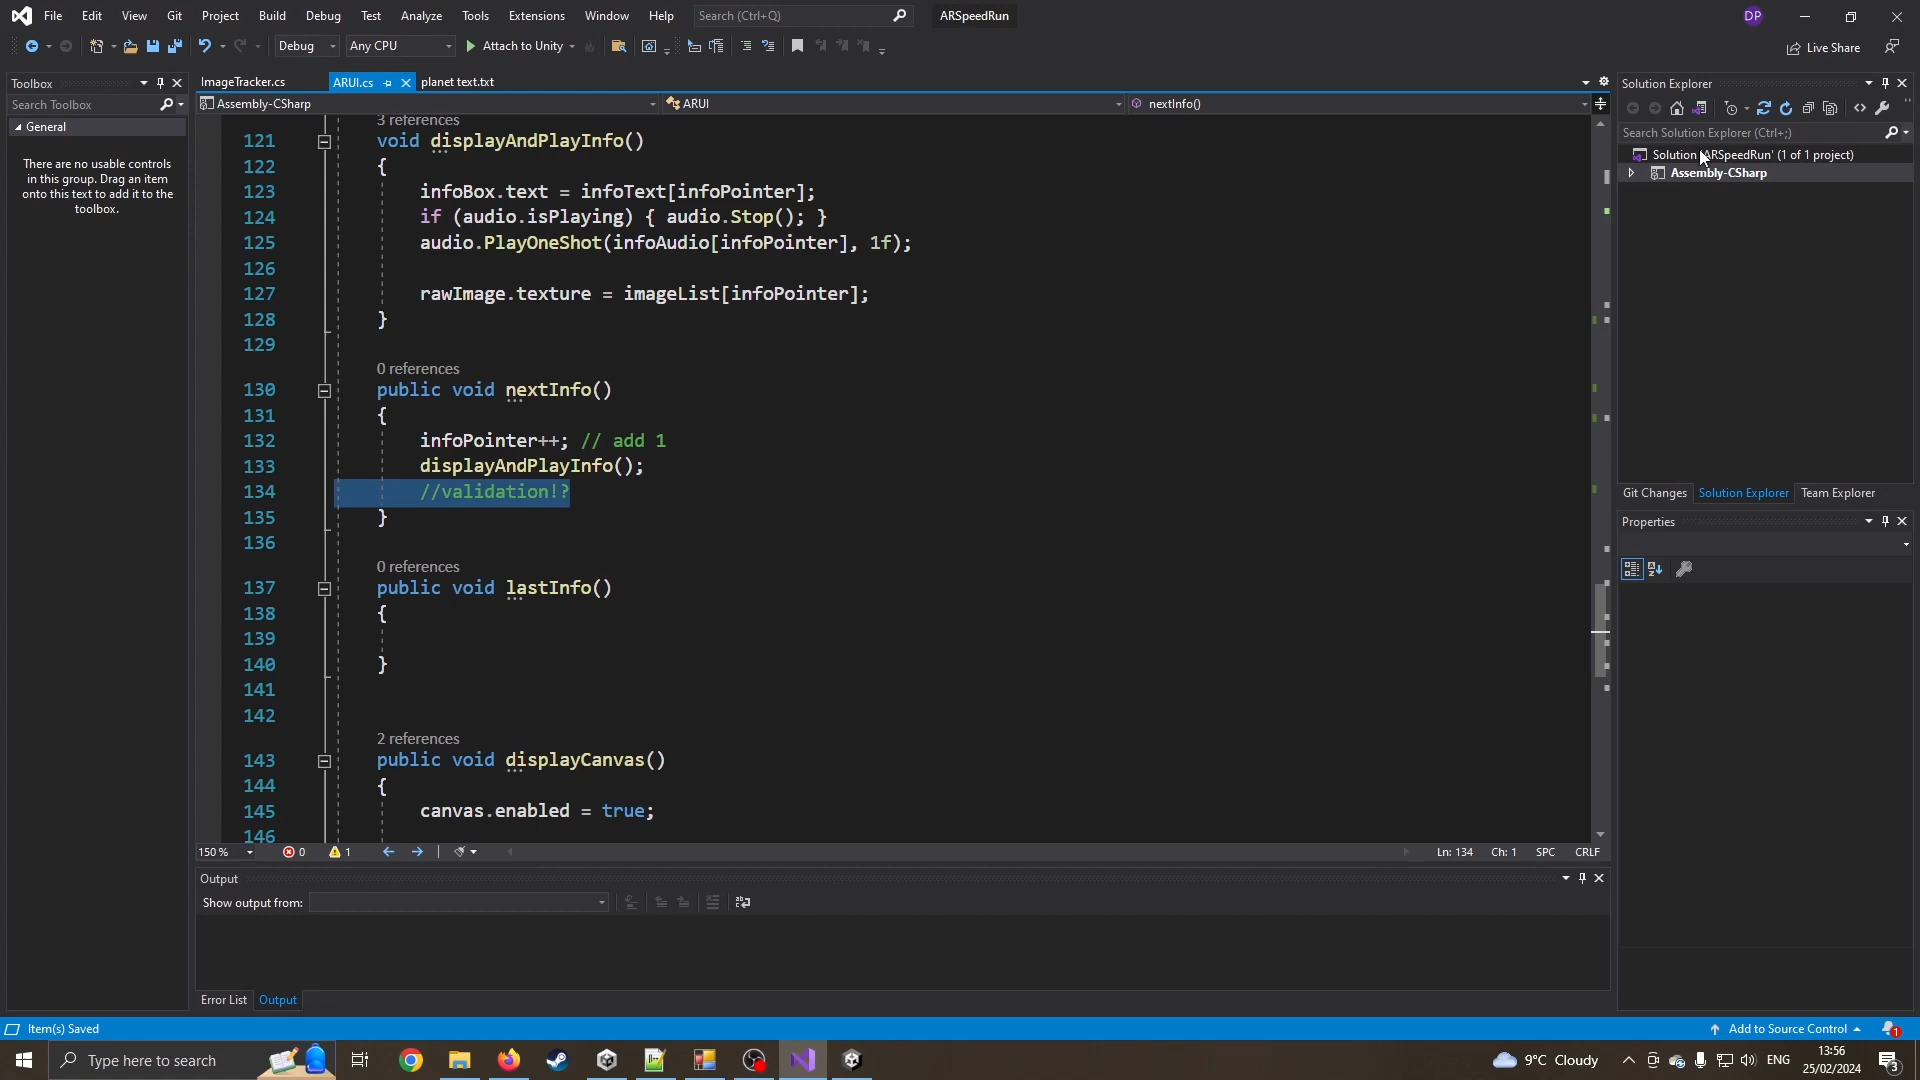 File Edit View Git Project Build Debug Test Analyze Tools Extensions Window Help Search (Ctrl+Q) ARSpeedRun DP
Debug Any CPU Attach to Unity Live Share
Toolbox
Search Toolbox
General
There are no usable controls
in this group. Drag an item
onto this text to add it to the
toolbox.
ImageTracker.cs ARUI.cs planet text.txt
Assembly-CSharp ARUI nextInfo()
3 references
121 void displayAndPlayInfo()
122 {
123 infoBox.text = infoText[infoPointer];
124 if (audio.isPlaying) { audio.Stop(); }
125 audio.PlayOneShot(infoAudio[infoPointer], 1f);
126
127 rawImage.texture = imageList[infoPointer];
128 }
129
0 references
130 public void nextInfo()
131 {
132 infoPointer++; // add 1
133 displayAndPlayInfo();
134 //validation!?
135 }
136
0 references
137 public void lastInfo()
138 {
139
140 }
141
142
2 references
143 public void displayCanvas()
144 {
145 canvas.enabled = true;
146
150 % 0 1 Ln: 134 Ch: 1 SPC CRLF
Output
Show output from:
Error List Output
Solution Explorer
Search Solution Explorer (Ctrl+;)
Solution 'ARSpeedRun' (1 of 1 project)
Assembly-CSharp
Git Changes Solution Explorer Team Explorer
Properties
Item(s) Saved Add to Source Control 1
Type here to search 9°C Cloudy ENG 13:56
25/02/2024 3